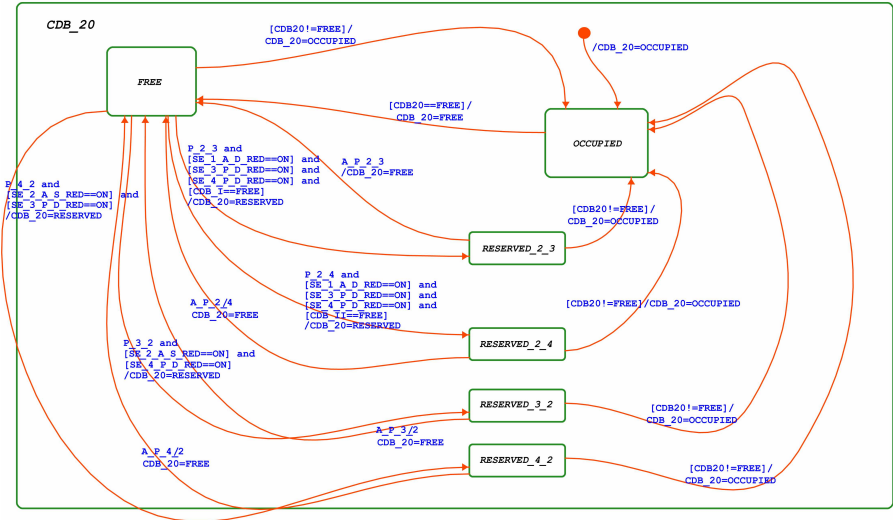 CDB_20
[CDB20!=FREE]/
CDB_20=OCCUPIED
/CDB_20=OCCUPIED
FREE
[CDB20==FREE]/
CDB_20=FREE
OCCUPIED
P_2_3 and
[SE_1_A_D_RED==ON] and
[SE_3_P_D_RED==ON] and
[SE_4_P_D_RED==ON] and
[CDB_I==FREE]
/CDB_20=RESERVED
A_P_2_3
/CDB_20=FREE
P_4_2 and
[SE_2_A_S_RED==ON] and
[SE_3_P_D_RED==ON]
/CDB_20=RESERVED
[CDB20!=FREE]/
CDB_20=OCCUPIED
RESERVED_2_3
P_2_4 and
[SE_1_A_D_RED==ON] and
[SE_3_P_D_RED==ON] and
[SE_4_P_D_RED==ON] and
[CDB_II==FREE]
/CDB_20=RESERVED
A_P_2/4
CDB_20=FREE
[CDB20!=FREE]/CDB_20=OCCUPIED
RESERVED_2_4
P_3_2 and
[SE_2_A_S_RED==ON] and
[SE_4_P_D_RED==ON]
/CDB_20=RESERVED
RESERVED_3_2
[CDB20!=FREE]/
CDB_20=OCCUPIED
A_P_3/2
CDB_20=FREE
A_P_4/2
CDB_20=FREE
RESERVED_4_2
[CDB20!=FREE]/
CDB_20=OCCUPIED